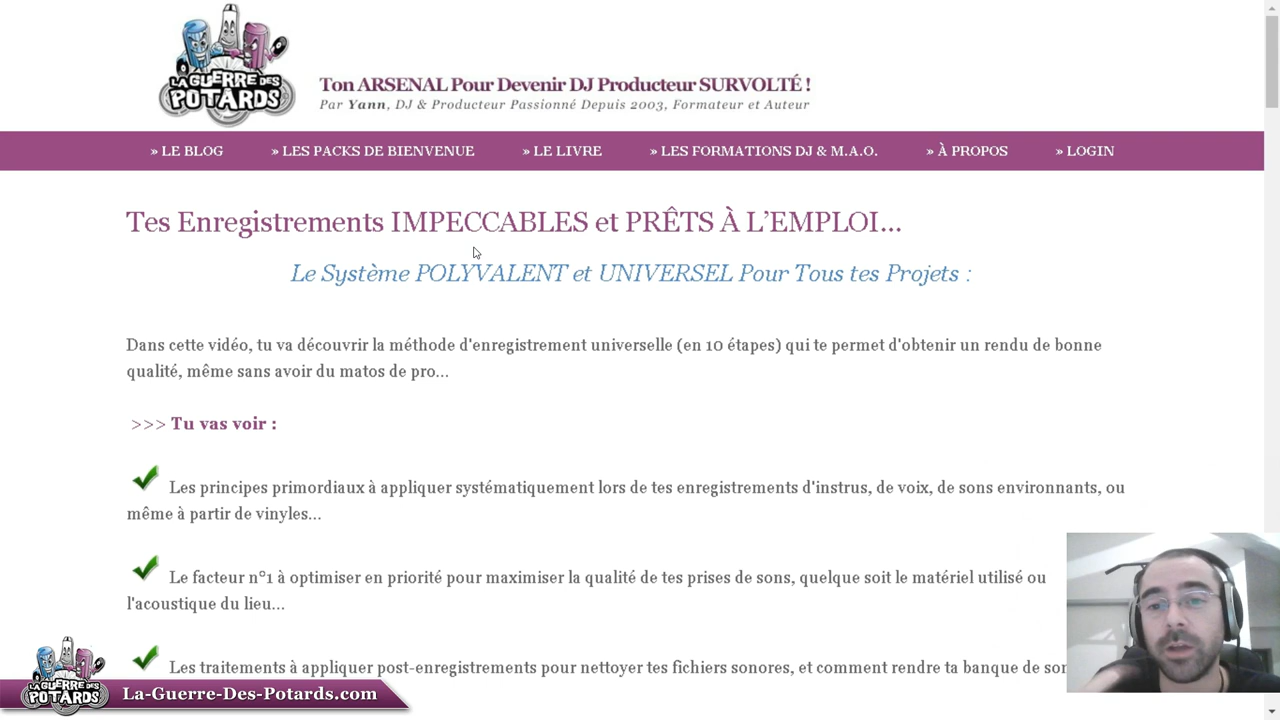 LA GUERRE DES
POTARDS
Ton ARSENAL Pour Devenir DJ Producteur SURVOLTÉ !
Par Yann, DJ & Producteur Passionné Depuis 2003, Formateur et Auteur
» LE BLOG » LES PACKS DE BIENVENUE » LE LIVRE » LES FORMATIONS DJ & M.A.O. » À PROPOS » LOGIN
Tes Enregistrements IMPECCABLES et PRÊTS À L’EMPLOI…
Le Système POLYVALENT et UNIVERSEL Pour Tous tes Projets :
Dans cette vidéo, tu va découvrir la méthode d'enregistrement universelle (en 10 étapes) qui te permet d'obtenir un rendu de bonne
qualité, même sans avoir du matos de pro…
>>> Tu vas voir :
Les principes primordiaux à appliquer systématiquement lors de tes enregistrements d'instrus, de voix, de sons environnants, ou
même à partir de vinyles…
Le facteur n°1 à optimiser en priorité pour maximiser la qualité de tes prises de sons, quelque soit le matériel utilisé ou
l'acoustique du lieu…
Les traitements à appliquer post-enregistrements pour nettoyer tes fichiers sonores, et comment rendre ta banque de
LA GUERRE DES
POTARDS
La-Guerre-Des-Potards.com